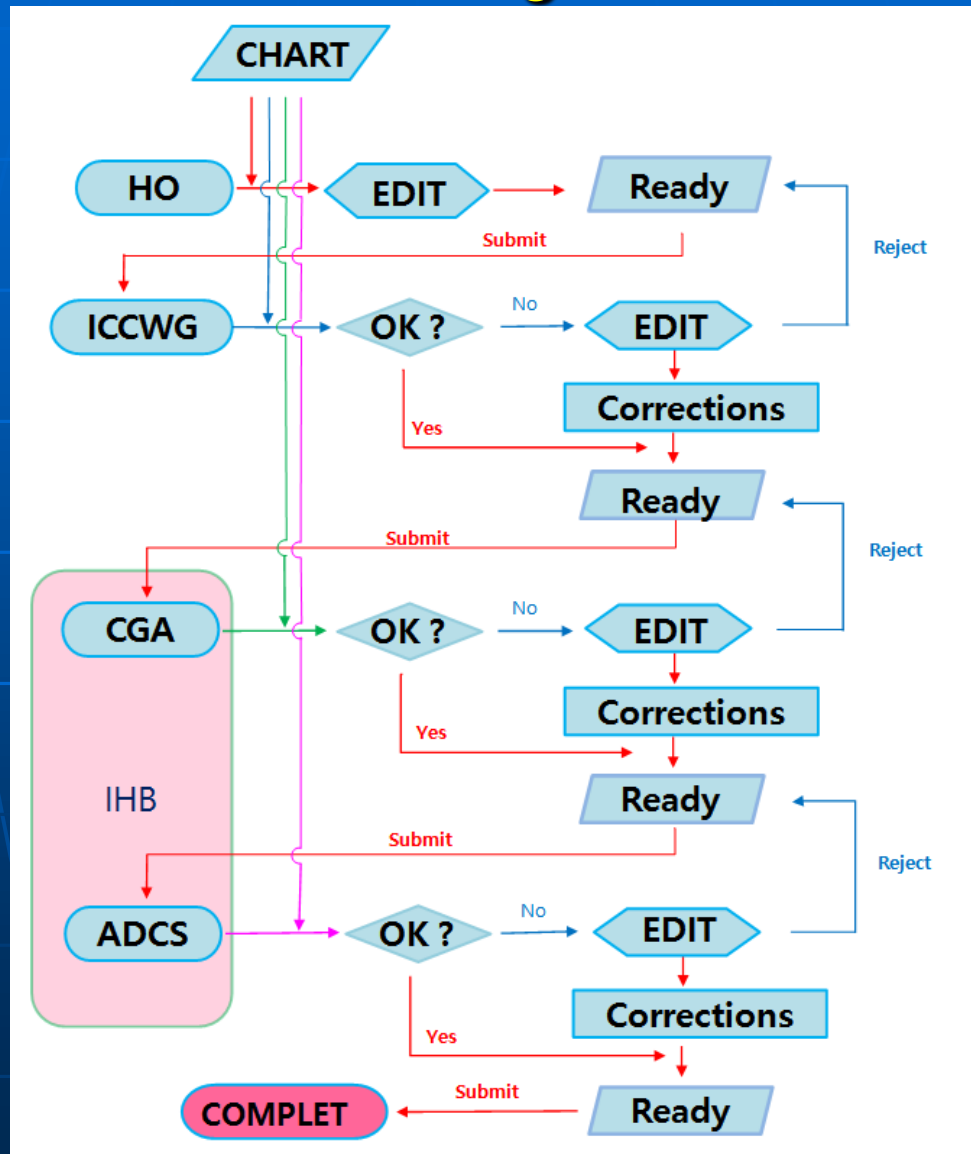 CHART
HO
EDIT
Ready
Submit
Reject
ICCWG
OK ?
No
EDIT
Corrections
Yes
Ready
Submit
Reject
CGA
OK ?
No
EDIT
Corrections
Yes
IHB
Ready
Submit
Reject
ADCS
OK ?
No
EDIT
Corrections
Yes
COMPLET
Submit
Ready